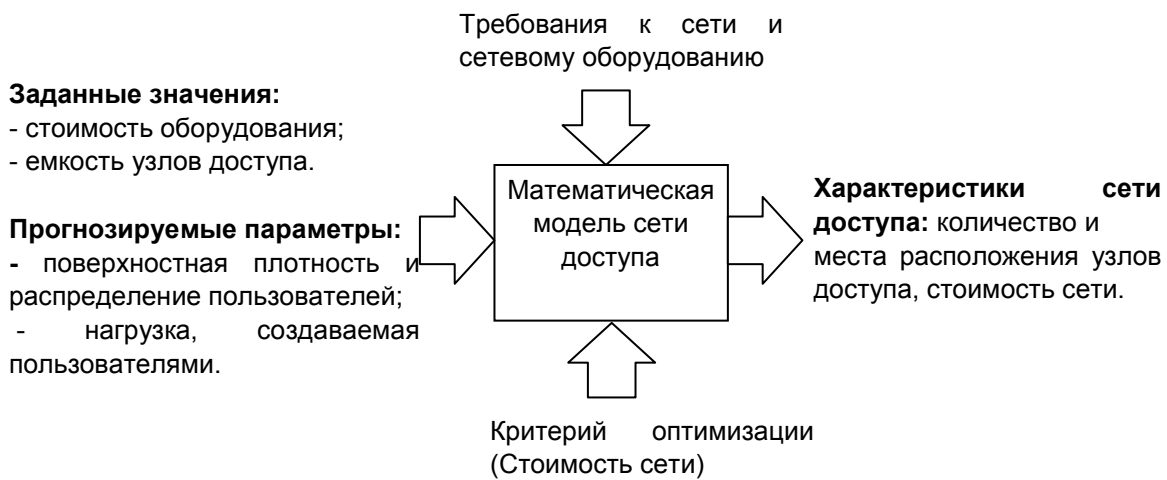 Требования к сети и
сетевому оборудованию
Заданные значения:
- стоимость оборудования;
- емкость узлов доступа.
Прогнозируемые параметры:
- поверхностная плотность и
распределение пользователей;
- нагрузка, создаваемая
пользователями.
Математическая
модель сети
доступа
Характеристики сети
доступа: количество и
места расположения узлов
доступа, стоимость сети.
Критерий оптимизации
(Стоимость сети)